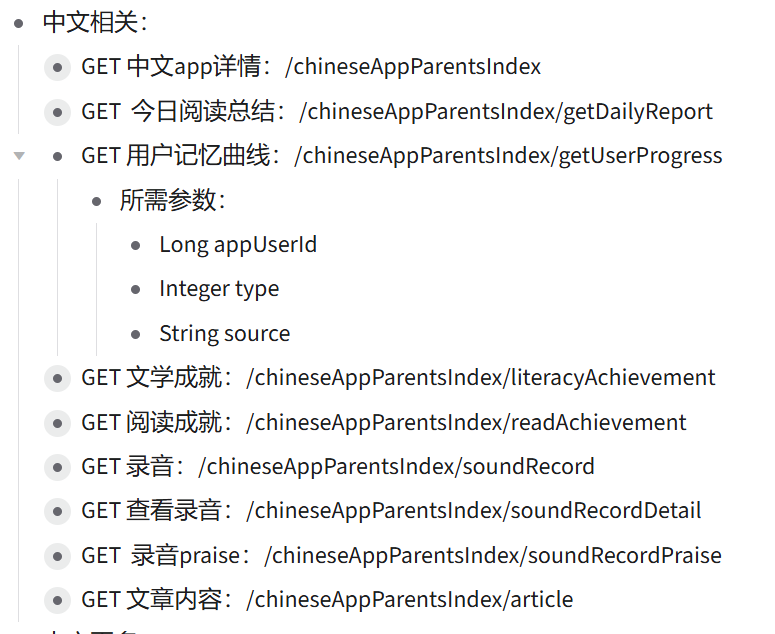 中文相关：
GET 中文app详情：/chineseAppParentsIndex
GET 今日阅读总结：/chineseAppParentsIndex/getDailyReport
GET 用户记忆曲线：/chineseAppParentsIndex/getUserProgress
所需参数：
Long appUserId
Integer type
String source
GET 文学成就：/chineseAppParentsIndex/literacyAchievement
GET 阅读成就：/chineseAppParentsIndex/readAchievement
GET 录音：/chineseAppParentsIndex/soundRecord
GET 查看录音：/chineseAppParentsIndex/soundRecordDetail
GET 录音praise：/chineseAppParentsIndex/soundRecordPraise
GET 文章内容：/chineseAppParentsIndex/article